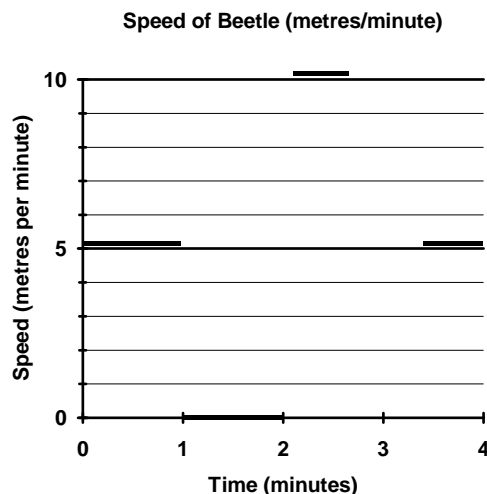 Speed of Beetle (metres/minute)
Speed (metres per minute)
10
5
0
0 1 2 3 4
Time (minutes)